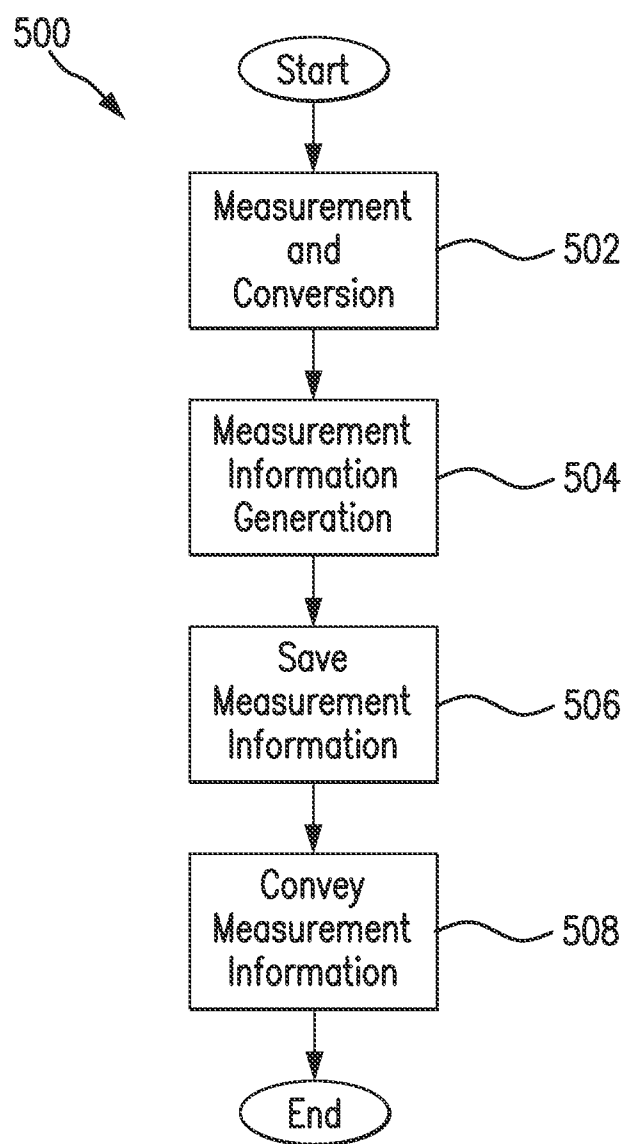 500
Start
Measurement
and
Conversion
502
Measurement
Information
Generation
504
Save
Measurement
Information
506
Convey
Measurement
Information
508
End